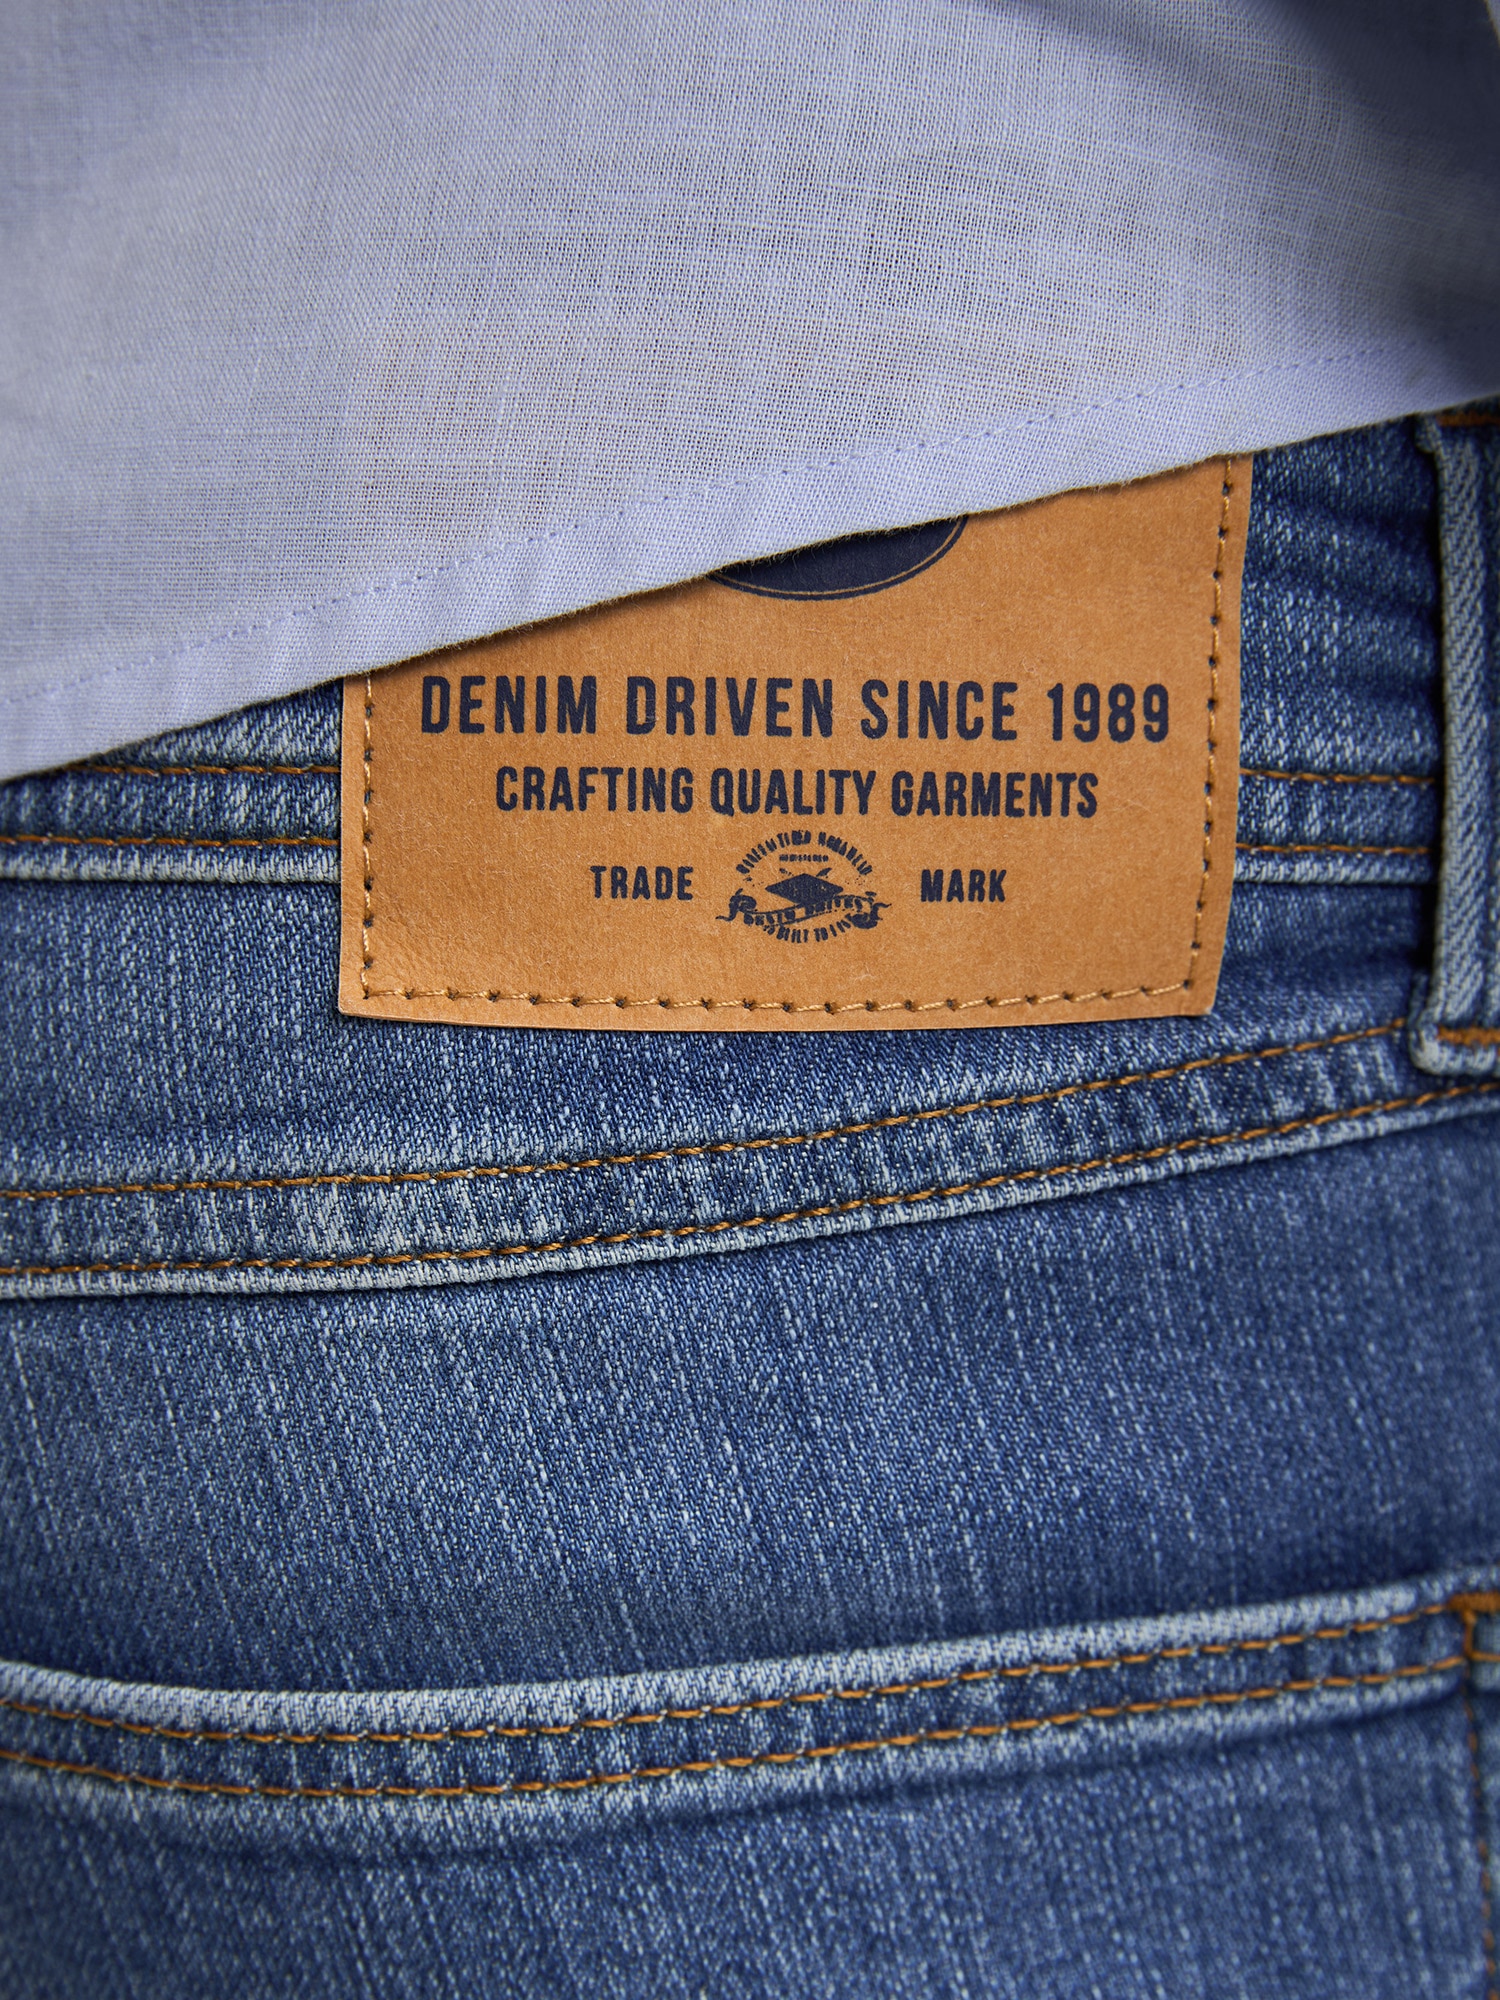 DENIM DRIVEN SINCE 1989
CRAFTING QUALITY GARMENTS
TRADE MARK